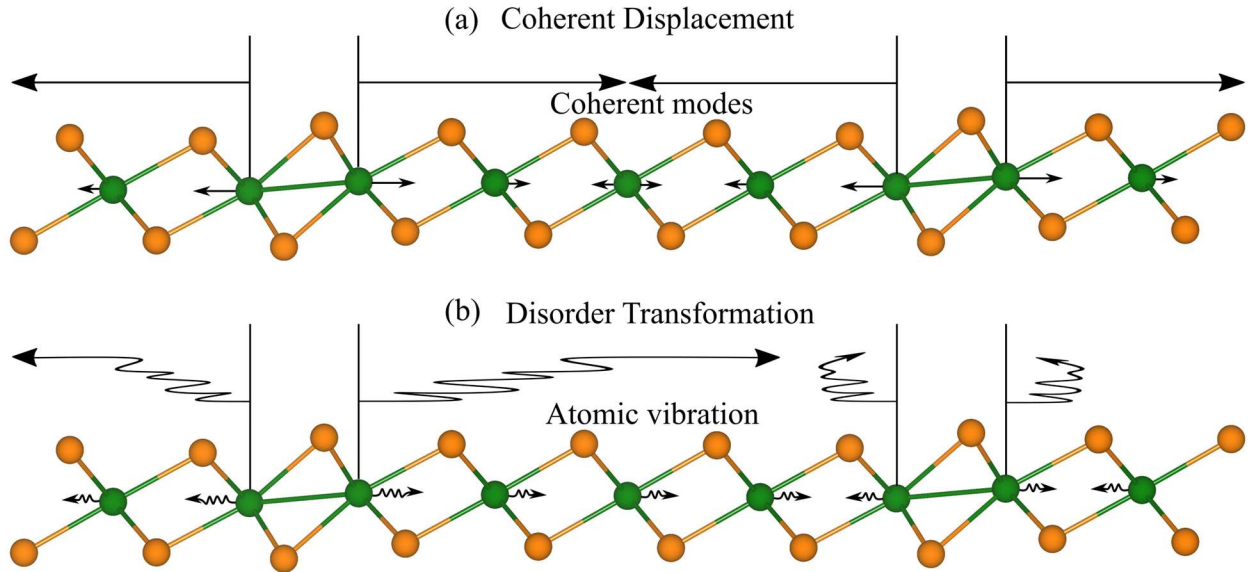 (a) Coherent Displacement
Coherent modes
(b) Disorder Transformation
Atomic vibration